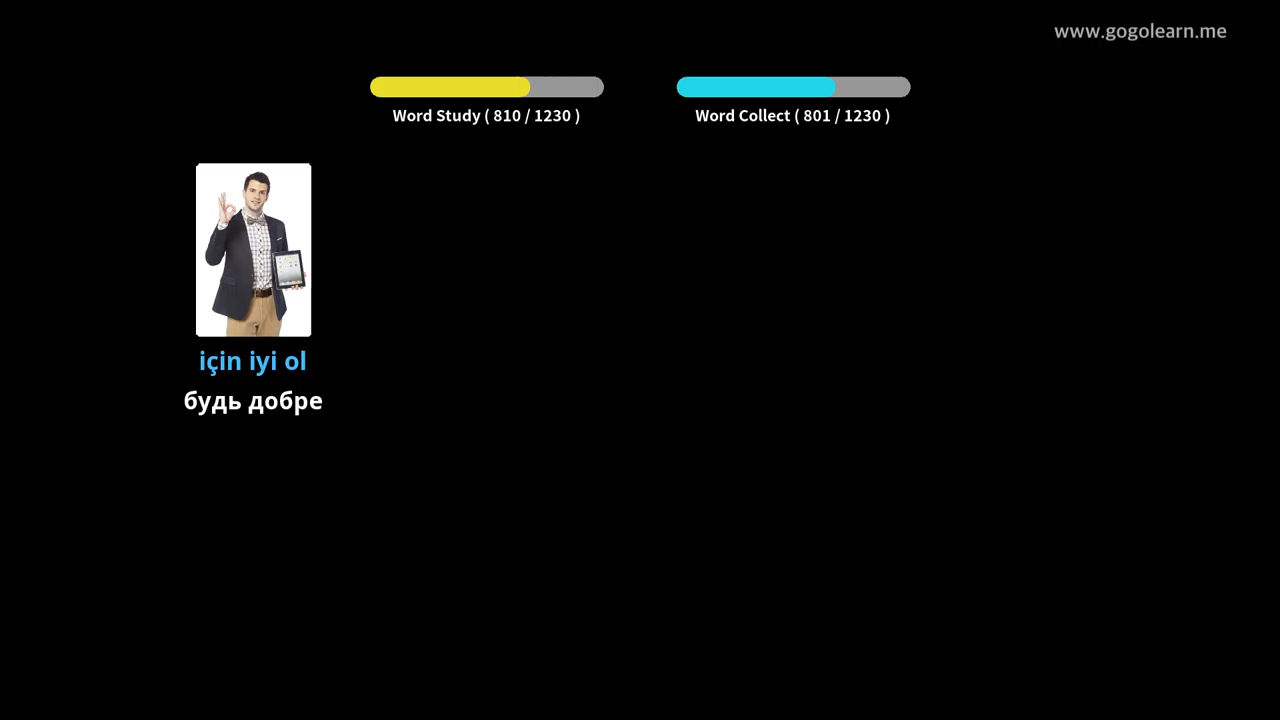 www.gogolearn.me
Word Study ( 810 / 1230 )
Word Collect ( 801 / 1230 )
için iyi ol
будь добре